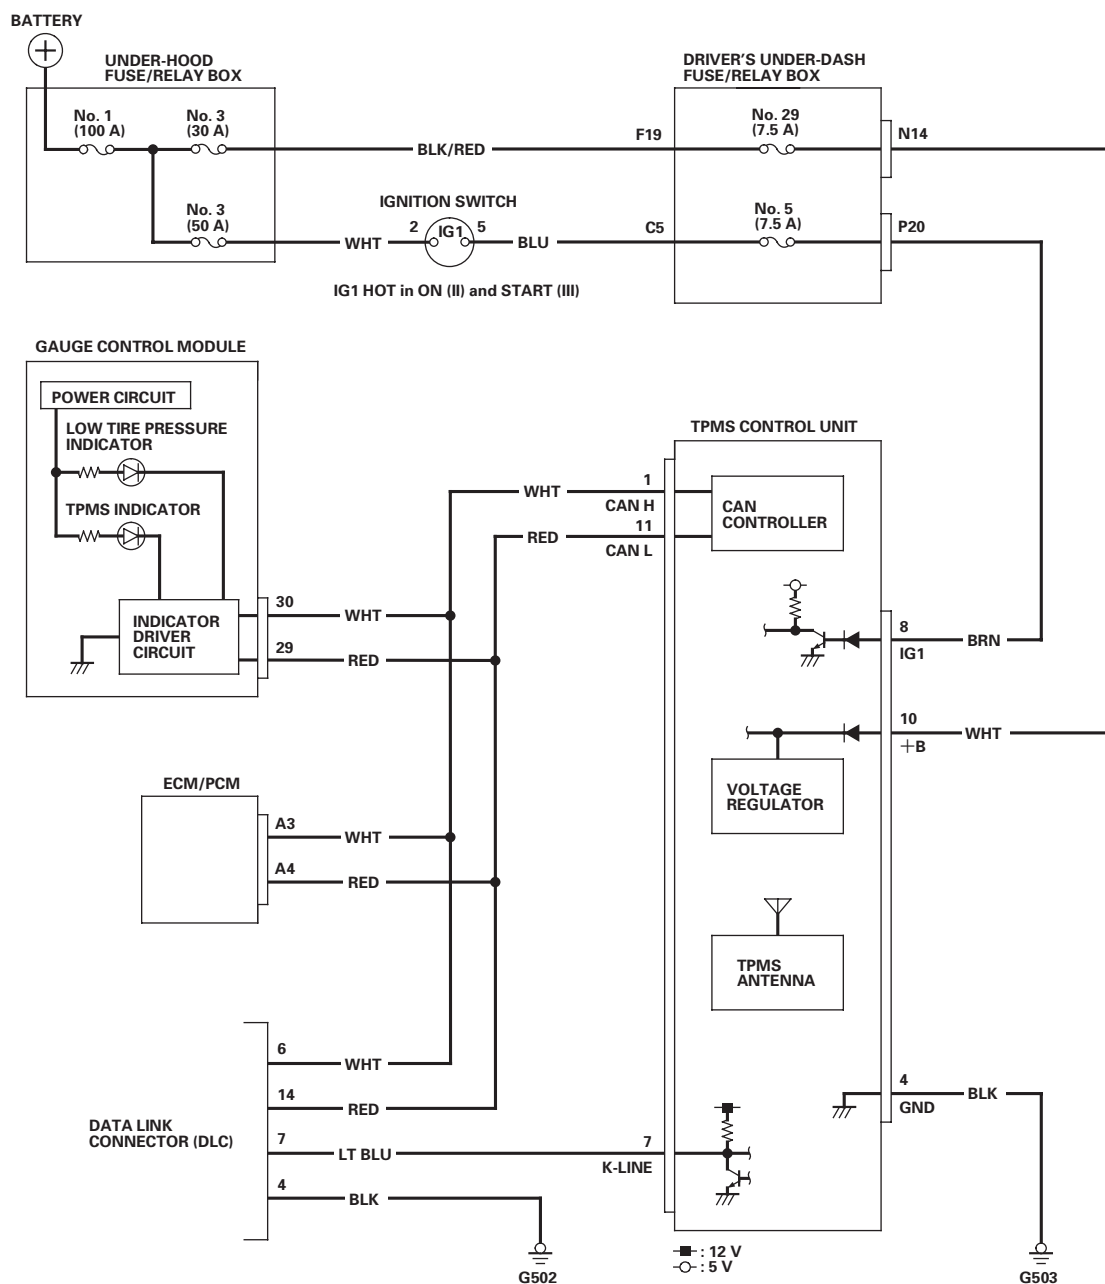 BATTERY
UNDER-HOOD
FUSE/RELAY BOX
No. 1
(100 A)
No. 3
(30 A)
BLK/RED
F19
DRIVER'S UNDER-DASH
FUSE/RELAY BOX
No. 29
(7.5 A)
N14
No. 3
(50 A)
WHT
IGNITION SWITCH
2
IG1
5
BLU
C5
No. 5
(7.5 A)
P20
IG1 HOT in ON (II) and START (III)
GAUGE CONTROL MODULE
POWER CIRCUIT
LOW TIRE PRESSURE
INDICATOR
TPMS INDICATOR
INDICATOR
DRIVER
CIRCUIT
30
WHT
29
RED
TPMS CONTROL UNIT
WHT
1
CAN H
RED
11
CAN L
CAN
CONTROLLER
8
IG1
BRN
10
+B
WHT
VOLTAGE
REGULATOR
ECM/PCM
A3
WHT
A4
RED
TPMS
ANTENNA
DATA LINK
CONNECTOR (DLC)
6
WHT
14
RED
7
LT BLU
7
K-LINE
4
BLK
G502
4
GND
BLK
G503
: 12 V
: 5 V